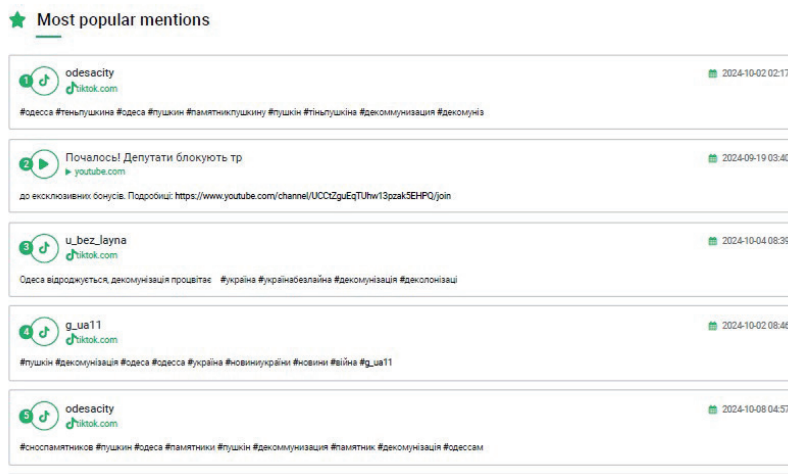 Most popular mentions
1 odesacity 2024-10-02 02:17
tiktok.com
#одесса #теньпушкина #одеса #пушкин #памятникпушкину #пушкін #тіньпушкіна #декоммунизация #декомуніз
2 Почалось! Депутати блокують тр 2024-09-19 03:40
youtube.com
до ексклюзивних бонусів. Подробиці: https://www.youtube.com/channel/UCCtZguEqTUhw13pzak5EHPQ/join
3 u_bez_layna 2024-10-04 08:39
tiktok.com
Одеса відроджується, декомунізація процвітає #україна #українабезлайна #декомунізація #деколонізаці
4 g_ua11 2024-10-02 08:46
tiktok.com
#пушкін #декомунізація #одеса #одесса #україна #новиниукраїни #новини #війна #g_ua11
5 odesacity 2024-10-08 04:57
tiktok.com
#сноспамятников #пушкин #одеса #памятники #пушкін #декоммунизация #памятник #декомунізація #одессам